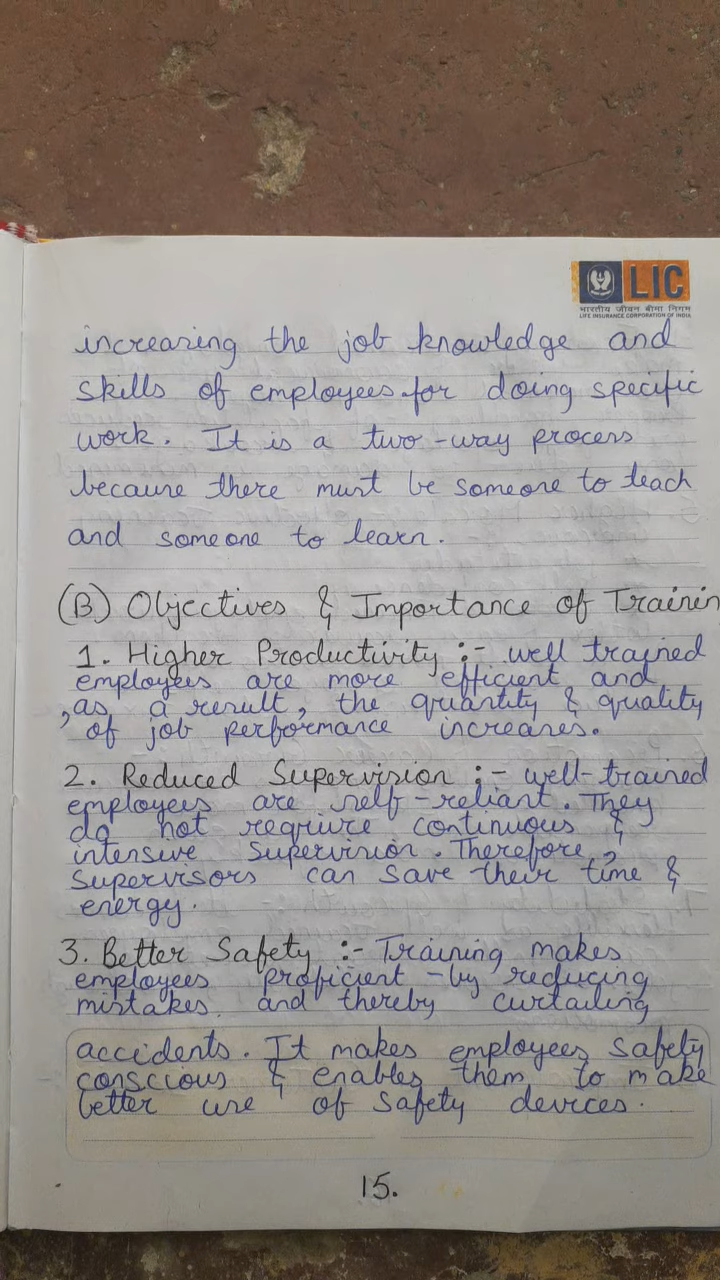 LIC
भारतीय जीवन बीमा निगम
LIFE INSURANCE CORPORATION OF INDIA
increasing the job knowledge and
skills of employees for doing specific
work. It is a two-way process
because there must be someone to teach
and someone to learn.
(B) Objectives & Importance of Trainin
1. Higher Productivity :- well trained
employees are more efficient and
, as a result, the quantity & quality
of job performance increases.
2. Reduced Supervision :- well-trained
employees are self-reliant. They
do not requirre continuous &
intensive Supervision. Therefore,
Supervisors can save their time &
energy.
3. Better Safety :- Training makes
employees proficient - by reducing
mistakes and thereby curtailing
accidents. It makes employees safety
conscious & enables them to make
better use of safety devices.
15.